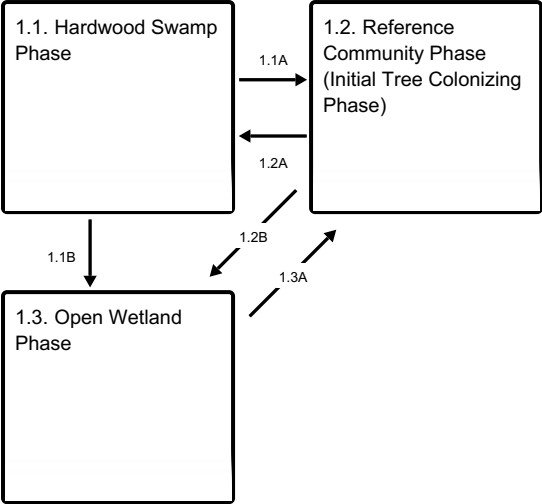 1.1. Hardwood Swamp
Phase
1.2. Reference
Community Phase
(Initial Tree Colonizing
Phase)
1.1A
1.2A
1.2B
1.1B
1.3A
1.3. Open Wetland
Phase